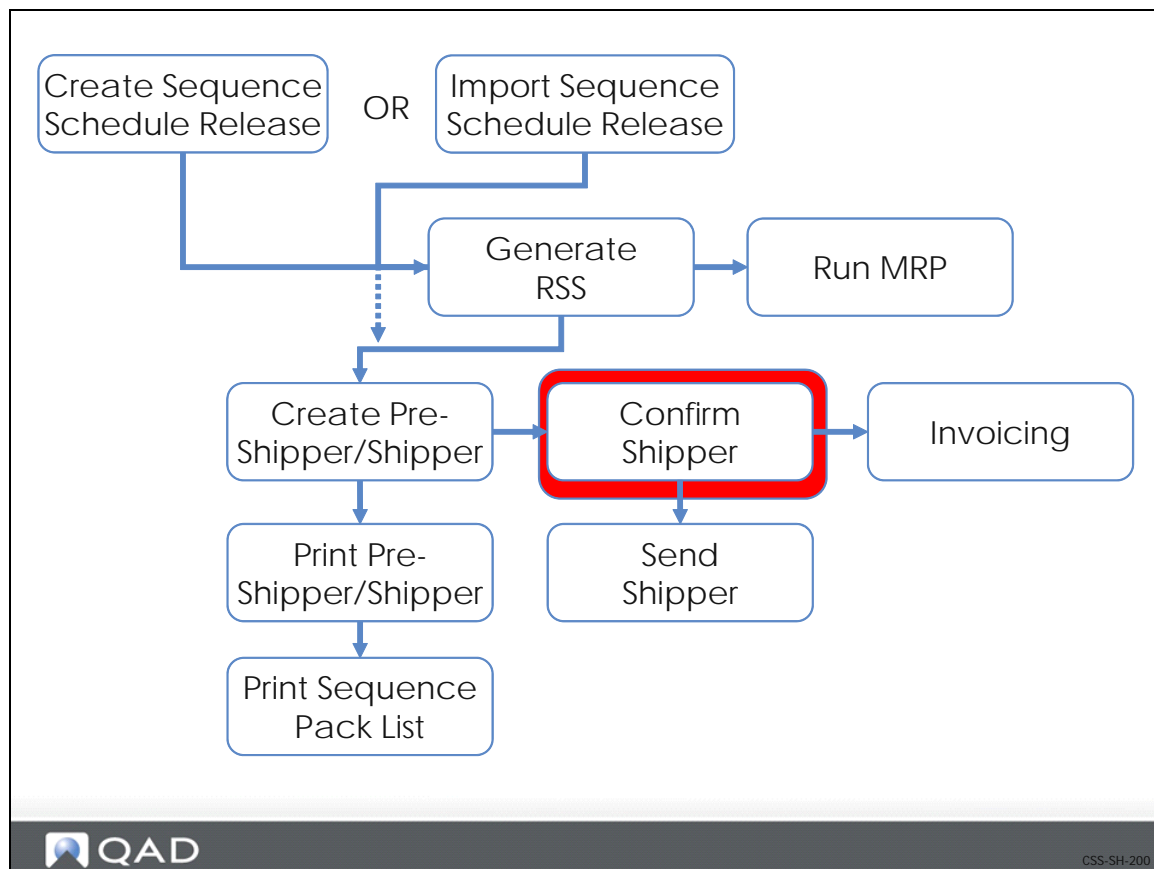 Create Sequence
Schedule Release
OR
Import Sequence
Schedule Release
Generate
RSS
Run MRP
Create Pre-
Shipper/Shipper
Confirm
Shipper
Invoicing
Print Pre-
Shipper/Shipper
Send
Shipper
Print Sequence
Pack List
QAD
CSS-SH-200